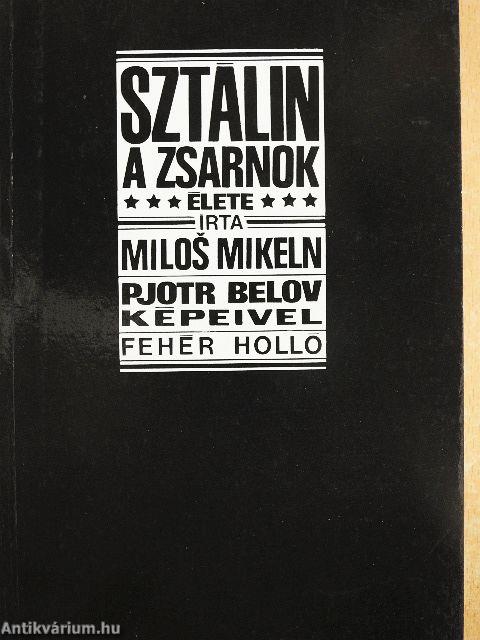 SZTÁLIN
A ZSARNOK
★★★ ÉLETE ★★★
ÍRTA
MILOŠ MIKELN
PJOTR BELOV
KÉPEIVEL
FEHÉR HOLLÓ
Antikvárium.hu